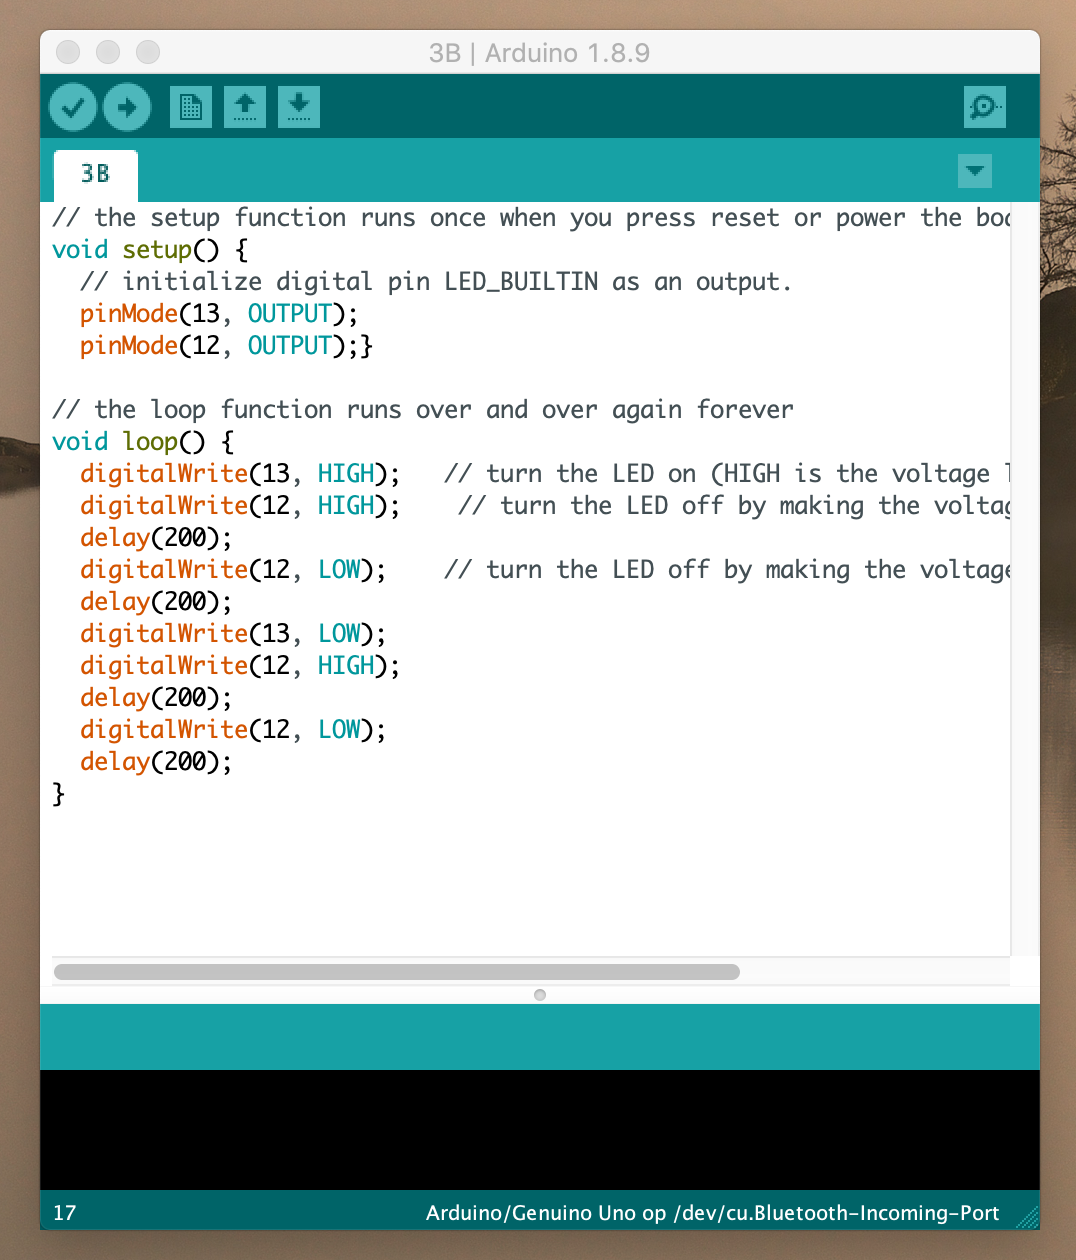 3B | Arduino 1.8.9
3B
// the setup function runs once when you press reset or power the
void setup() {
  // initialize digital pin LED_BUILTIN as an output.
  pinMode(13, OUTPUT);
  pinMode(12, OUTPUT);}
// the loop function runs over and over again forever
void loop() {
  digitalWrite(13, HIGH);   // turn the LED on (HIGH is the voltage
  digitalWrite(12, HIGH);    // turn the LED off by making the
  delay(200);
  digitalWrite(12, LOW);    // turn the LED off by making the voltage
  delay(200);
  digitalWrite(13, LOW);
  digitalWrite(12, HIGH);
  delay(200);
  digitalWrite(12, LOW);
  delay(200);
}
17
Arduino/Genuino Uno op /dev/cu.Bluetooth-Incoming-Port